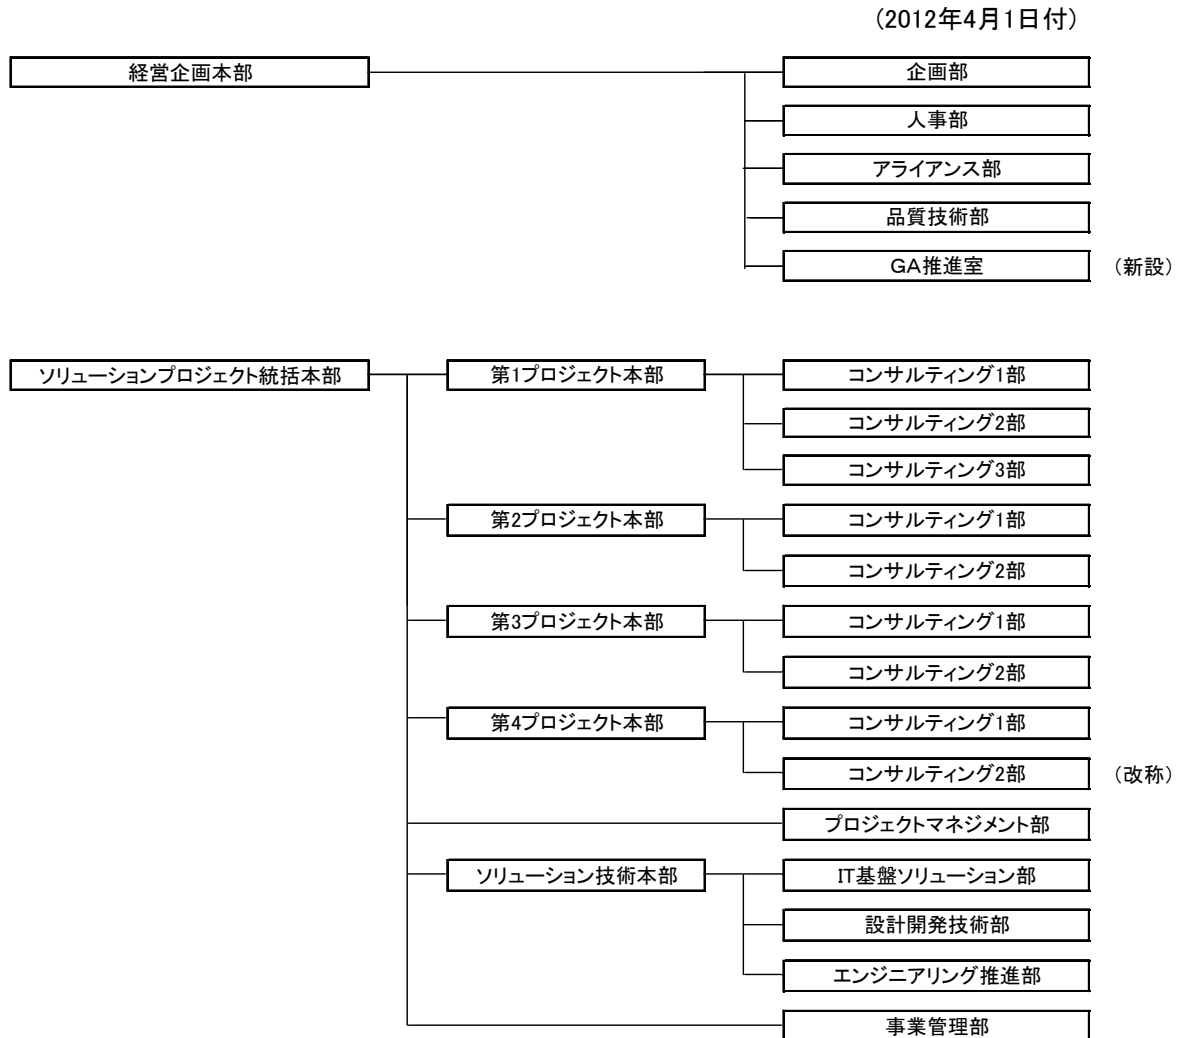 (2012年4月1日付)
経営企画本部 企画部
人事部
アライアンス部
品質技術部
GA推進室 (新設)
ソリューションプロジェクト統括本部 第1プロジェクト本部 コンサルティング1部
コンサルティング2部
コンサルティング3部
第2プロジェクト本部 コンサルティング1部
コンサルティング2部
第3プロジェクト本部 コンサルティング1部
コンサルティング2部
第4プロジェクト本部 コンサルティング1部
コンサルティング2部 (改称)
プロジェクトマネジメント部
ソリューション技術本部 IT基盤ソリューション部
設計開発技術部
エンジニアリング推進部
事業管理部